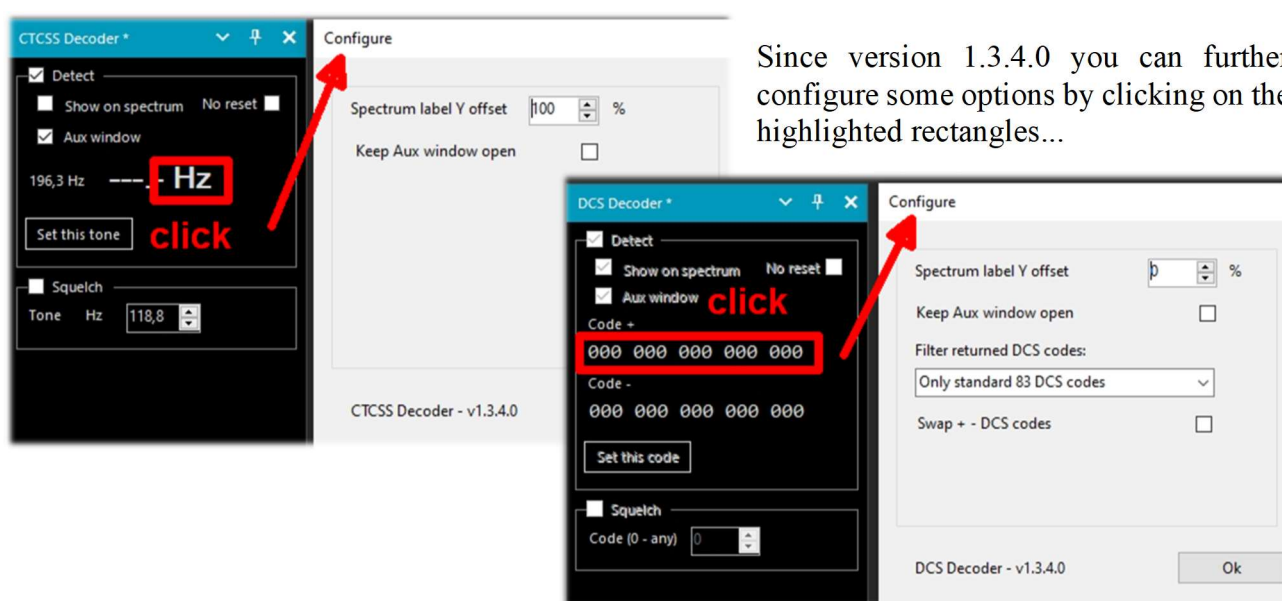 CTCSS Decoder *
Detect
Show on spectrum No reset
Aux window
196,3 Hz ---.- Hz
click
Set this tone
Squelch
Tone Hz 118,8
Configure
Spectrum label Y offset 100 %
Keep Aux window open
CTCSS Decoder - v1.3.4.0
Since version 1.3.4.0 you can further
configure some options by clicking on the
highlighted rectangles...
DCS Decoder *
Detect
Show on spectrum No reset
Aux window
click
Code +
000 000 000 000 000
Code -
000 000 000 000 000
Set this code
Squelch
Code (0 - any) 0
Configure
Spectrum label Y offset 0 %
Keep Aux window open
Filter returned DCS codes:
Only standard 83 DCS codes
Swap + - DCS codes
DCS Decoder - v1.3.4.0
Ok